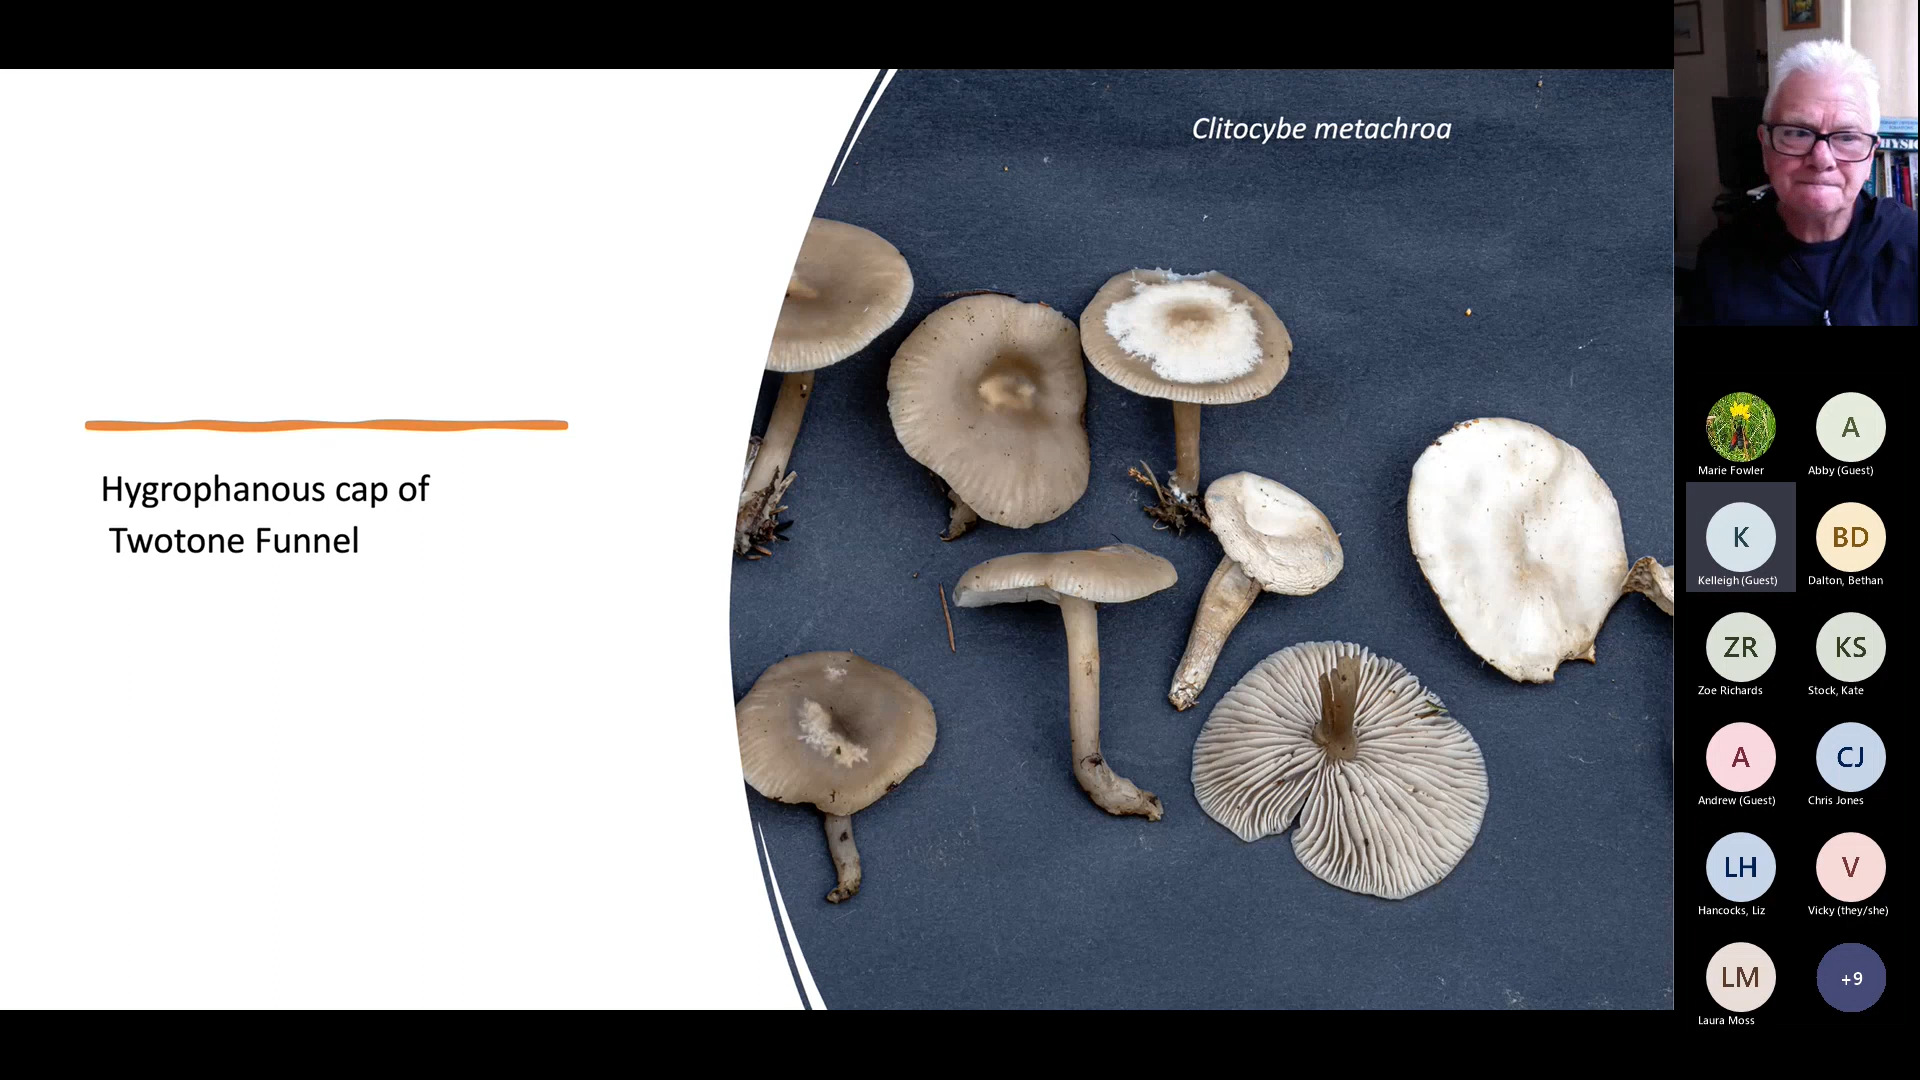 Clitocybe metachroa
Hygrophanous cap of
Twotone Funnel
Marie Fowler
A
Abby (Guest)
K
Kelleigh (Guest)
BD
Dalton, Bethan
ZR
Zoe Richards
KS
Stock, Kate
A
Andrew (Guest)
CJ
Chris Jones
LH
Hancocks, Liz
V
Vicky (they/she)
LM
Laura Moss
+9